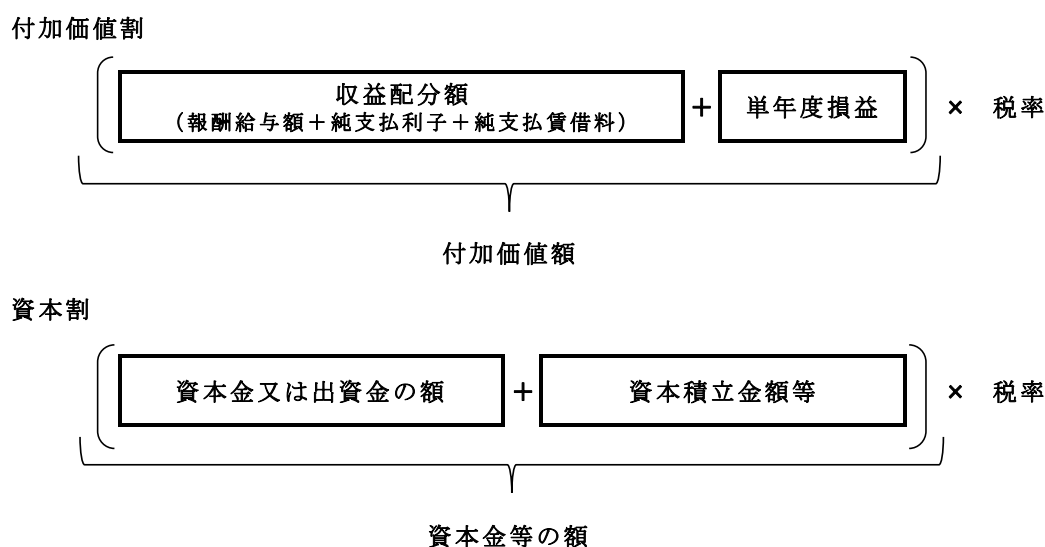 付加価値割
収益配分額
（報酬給与額＋純支払利子＋純支払賃借料）
＋
単年度損益
× 税率
付加価値額
資本割
資本金又は出資金の額
＋
資本積立金額等
× 税率
資本金等の額